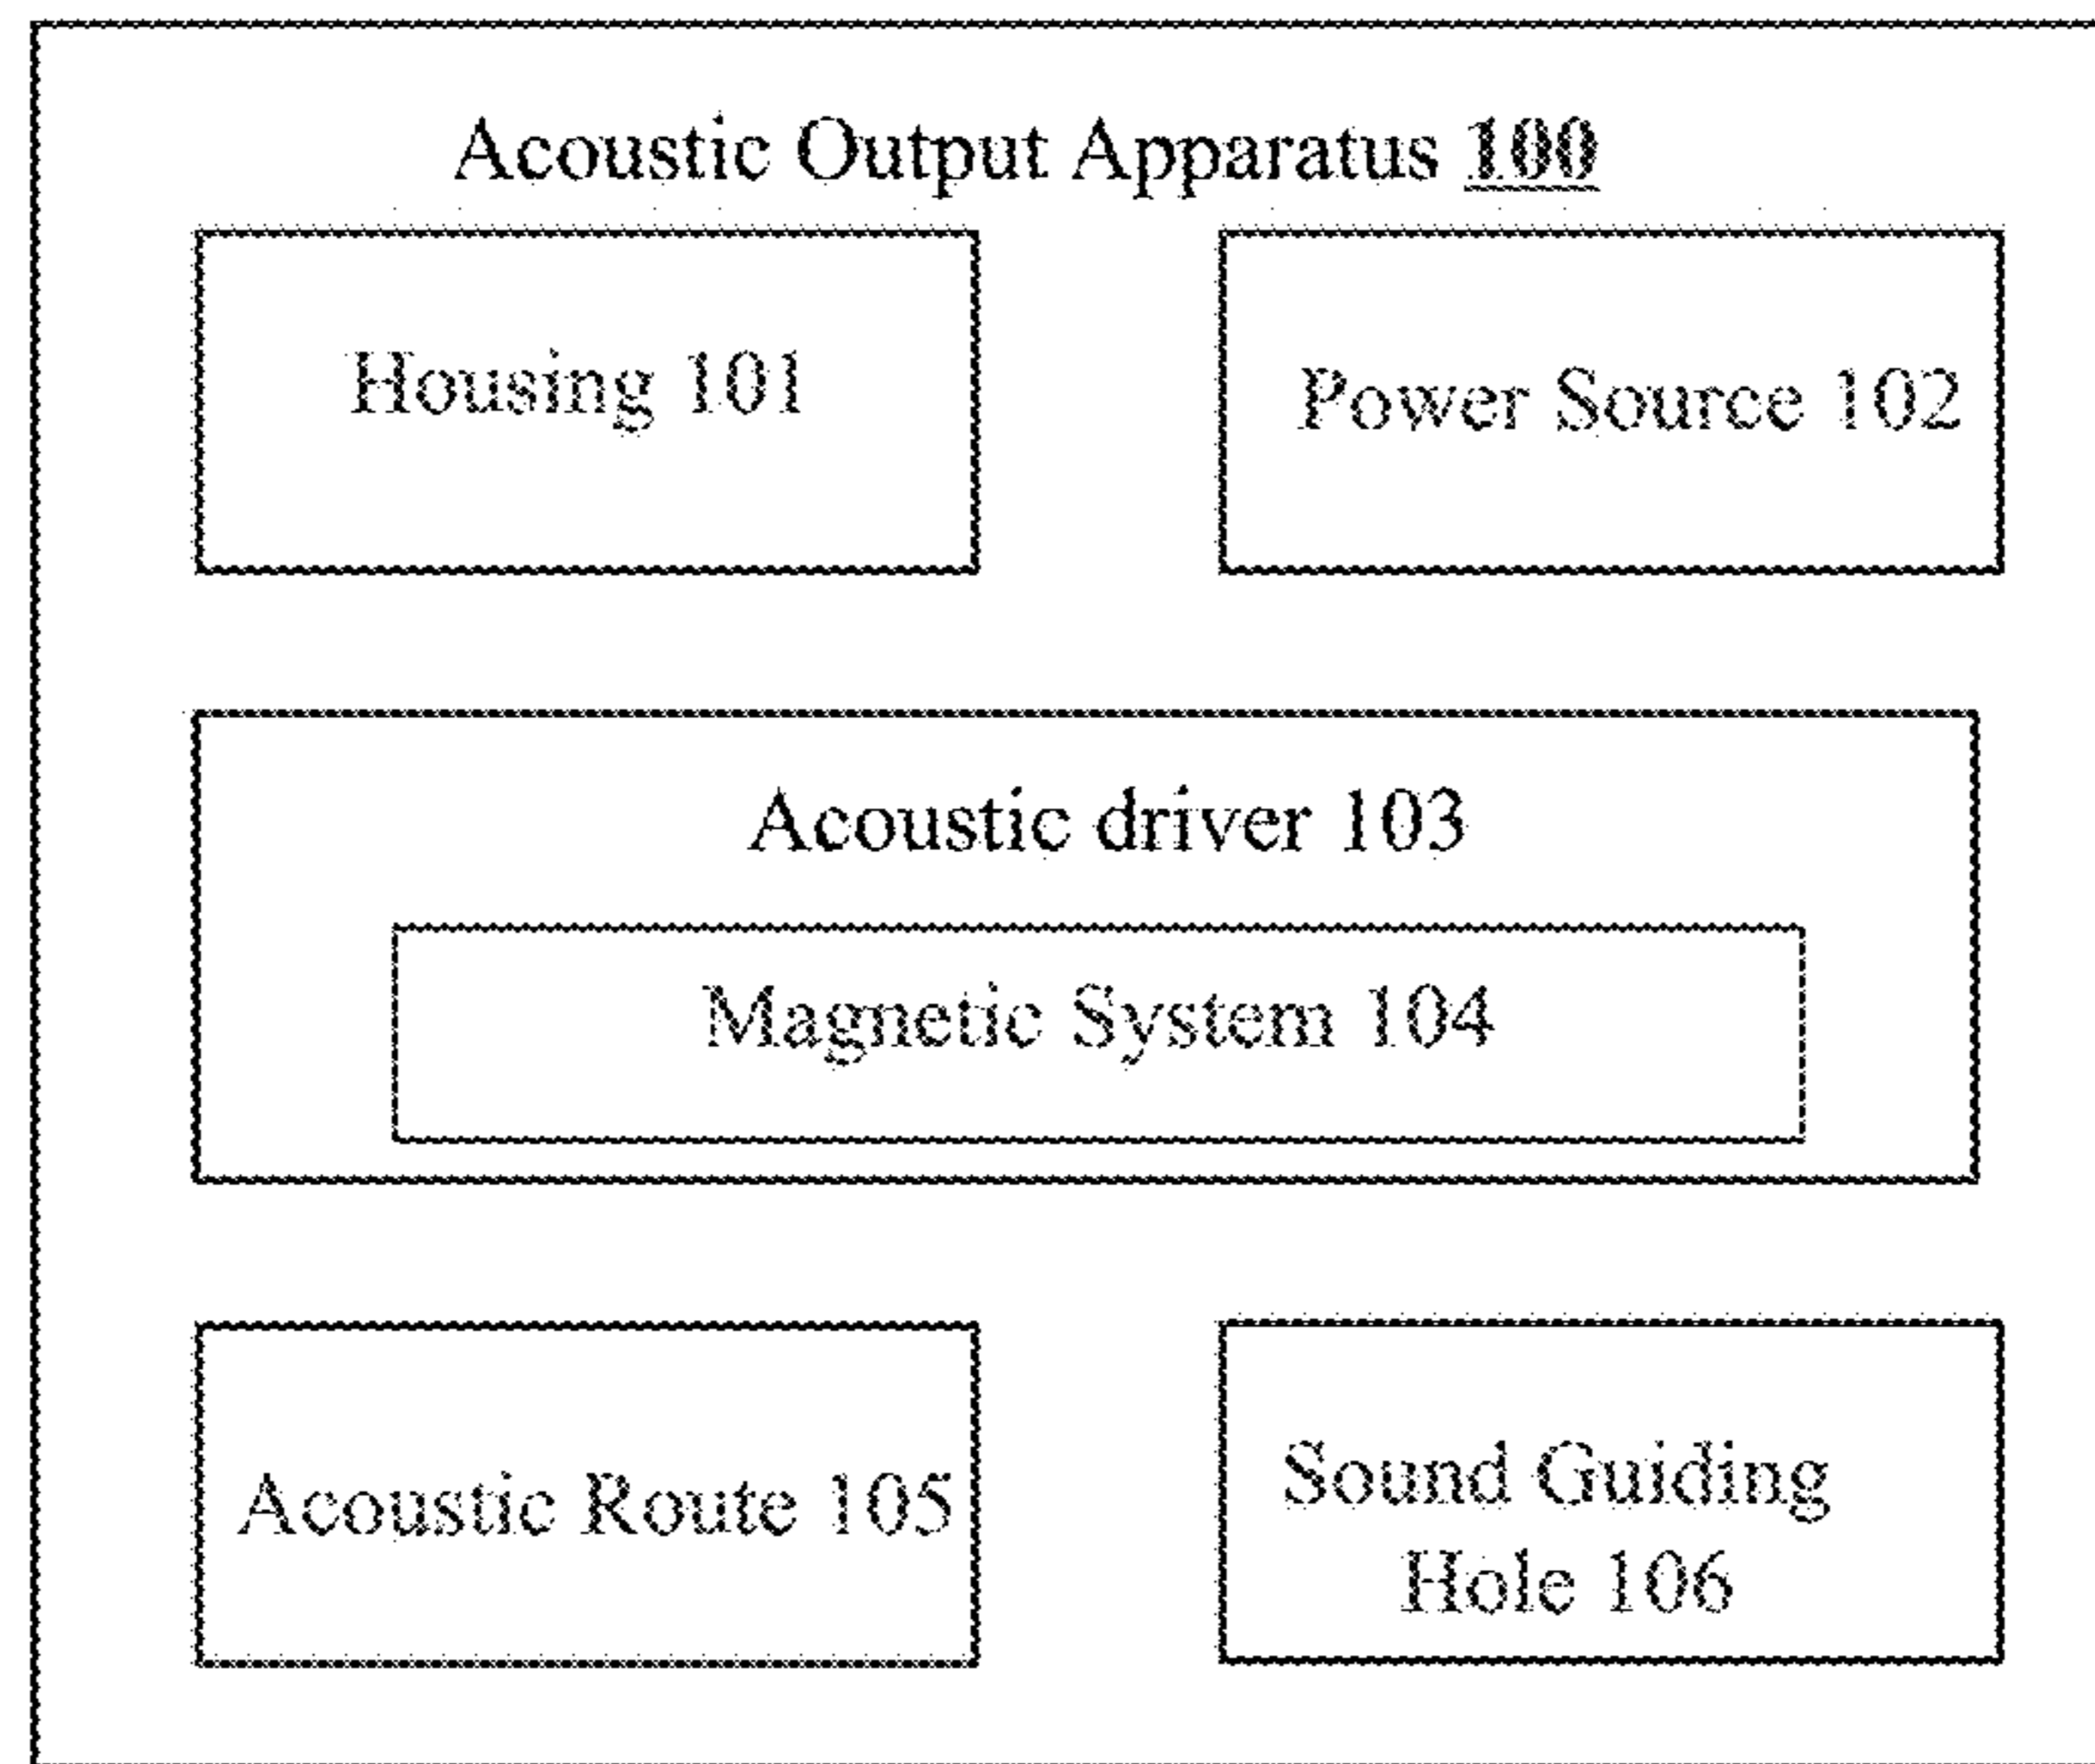 Acoustic Output Apparatus 100
Housing 101
Power Source 102
Acoustic driver 103
Magnetic System 104
Acoustic Route 105
Sound Guiding
Hole 106